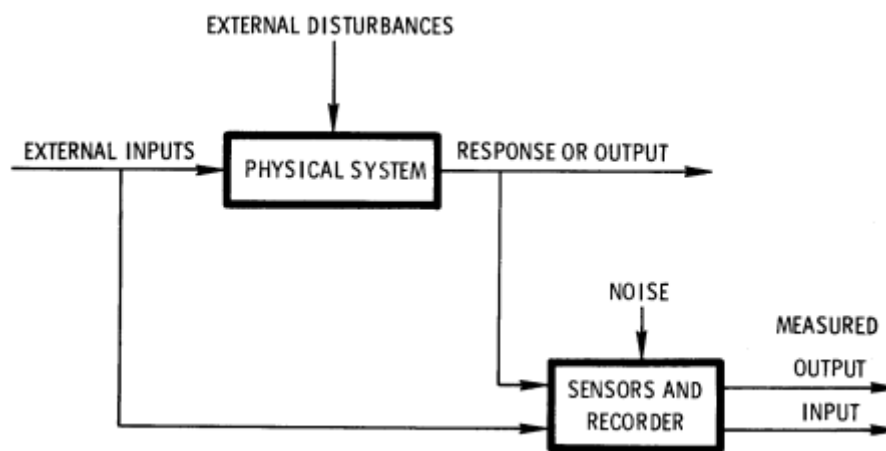 EXTERNAL DISTURBANCES
EXTERNAL INPUTS
PHYSICAL SYSTEM
RESPONSE OR OUTPUT
NOISE
MEASURED
OUTPUT
SENSORS AND
RECORDER
INPUT